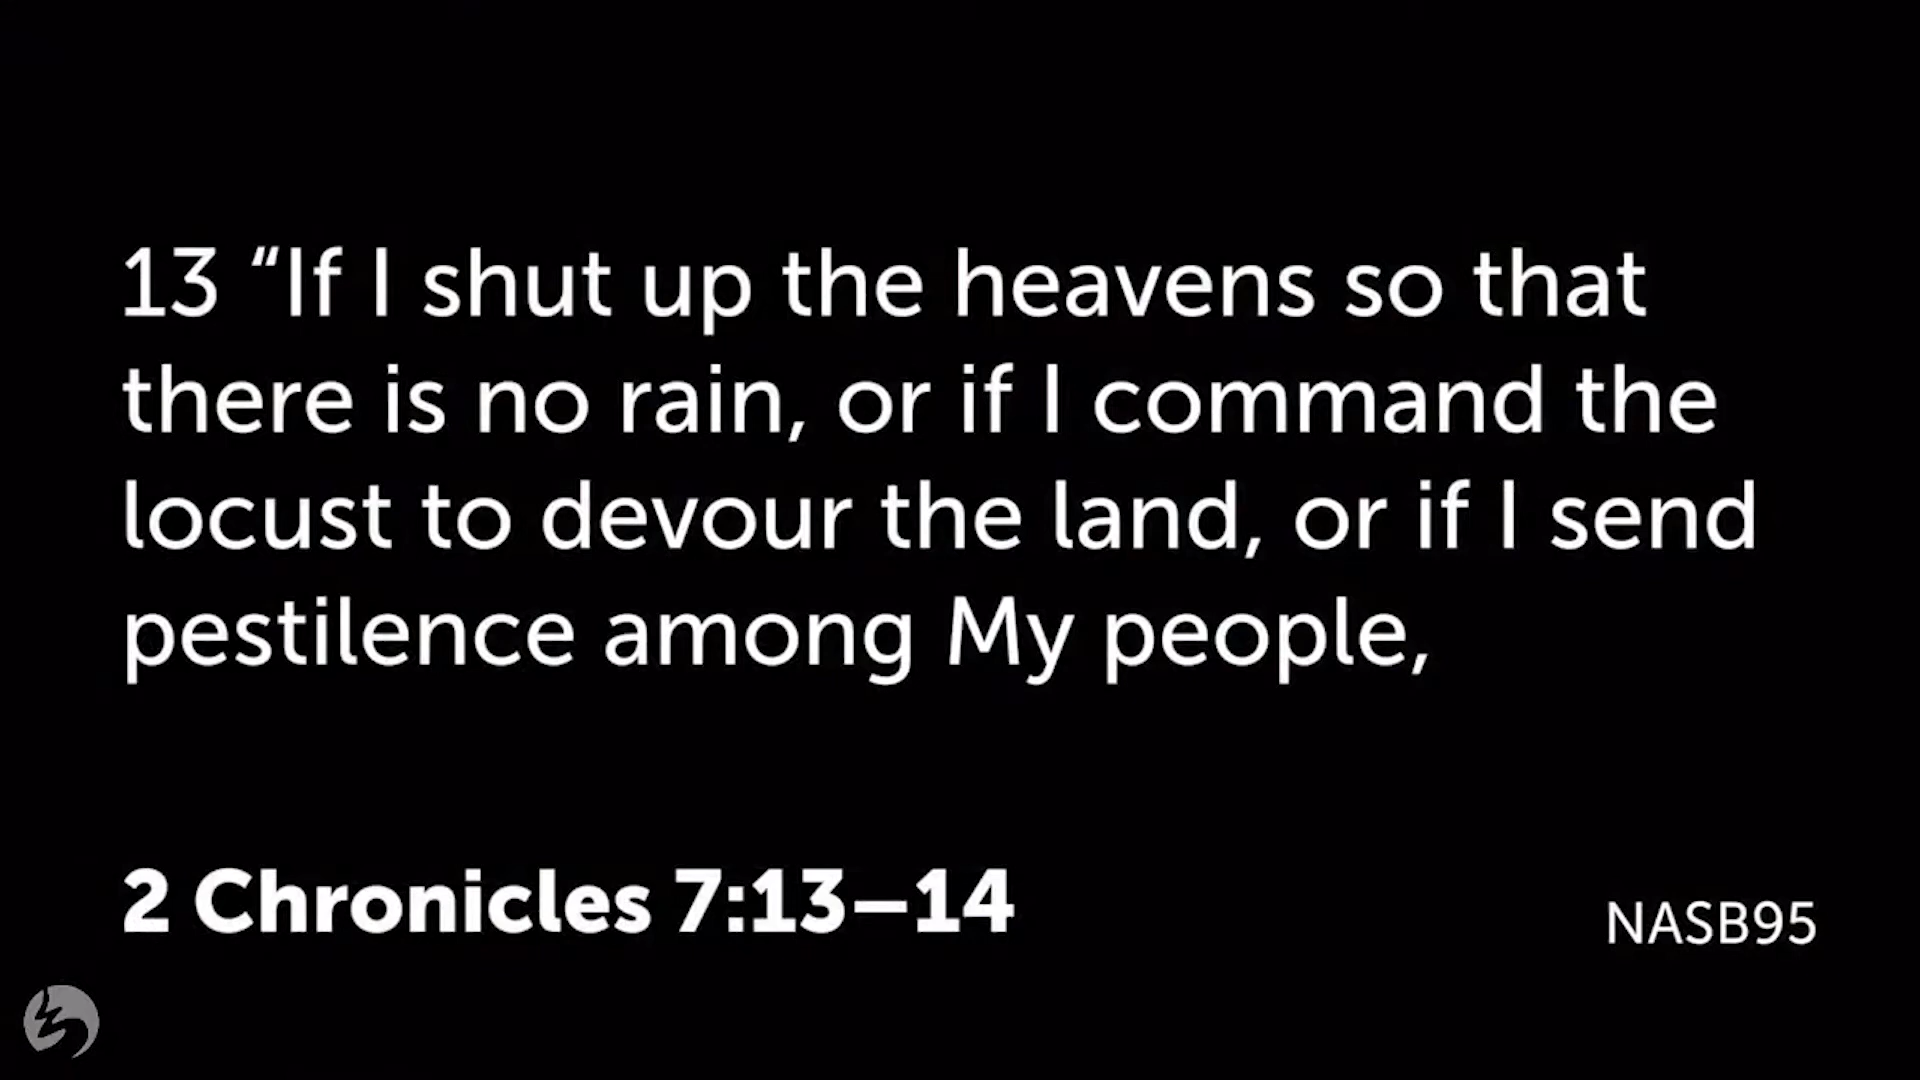 13 “If I shut up the heavens so that
there is no rain, or if I command the
locust to devour the land, or if I send
pestilence among My people,
2 Chronicles 7:13–14
NASB95